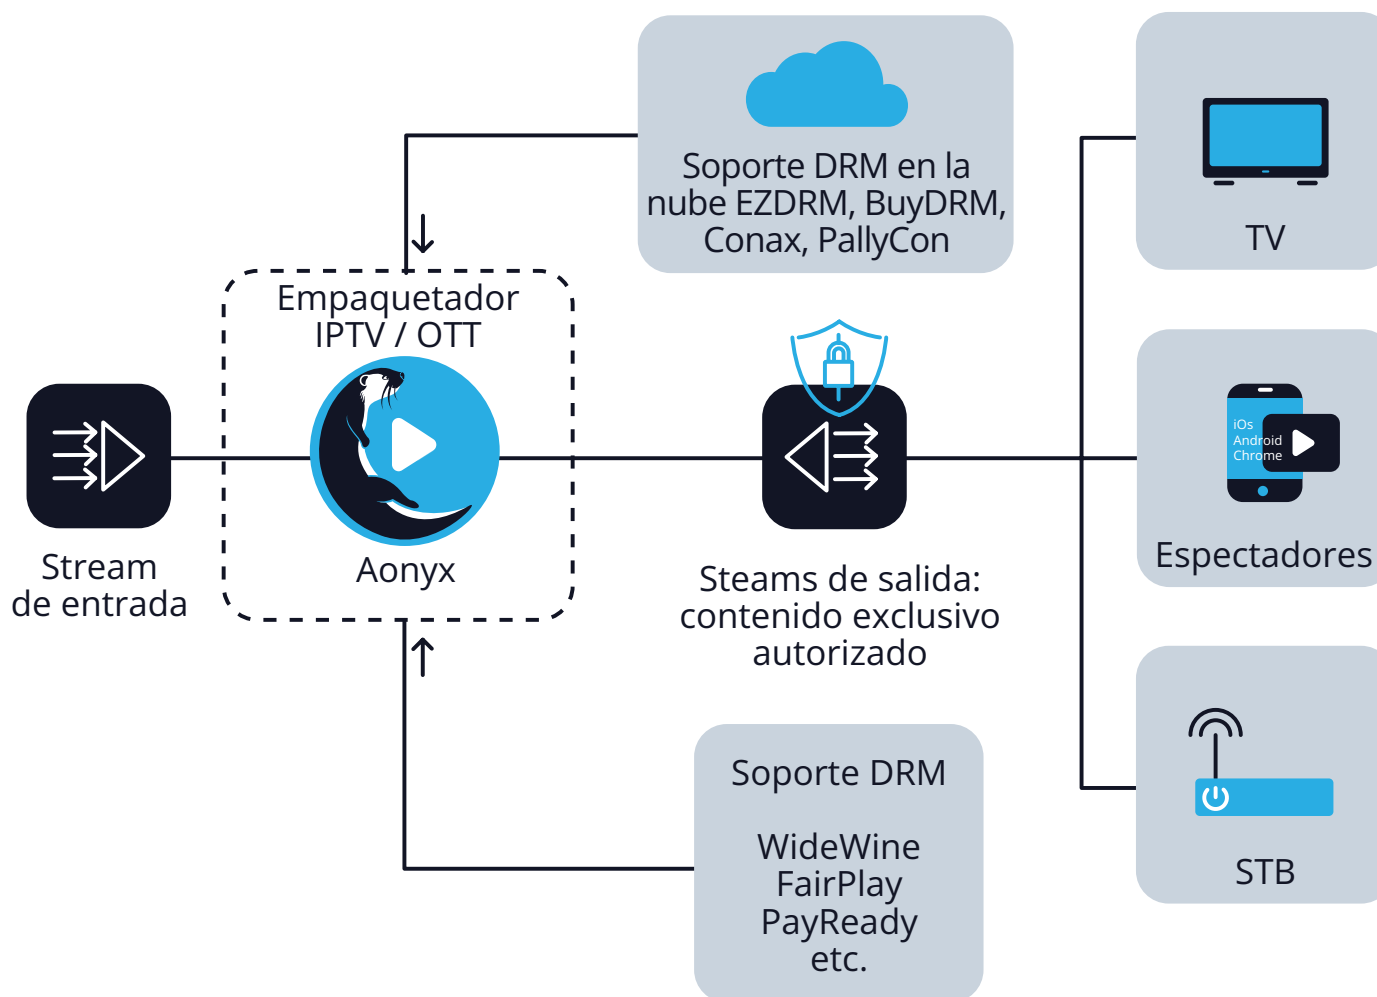 Soporte DRM en la
nube EZDRM, BuyDRM,
Conax, PallyCon
TV
Empaquetador
IPTV / OTT
Aonyx
Stream
de entrada
Steams de salida:
contenido exclusivo
autorizado
iOs
Android
Chrome
Espectadores
Soporte DRM
WideWine
FairPlay
PayReady
etc.
STB